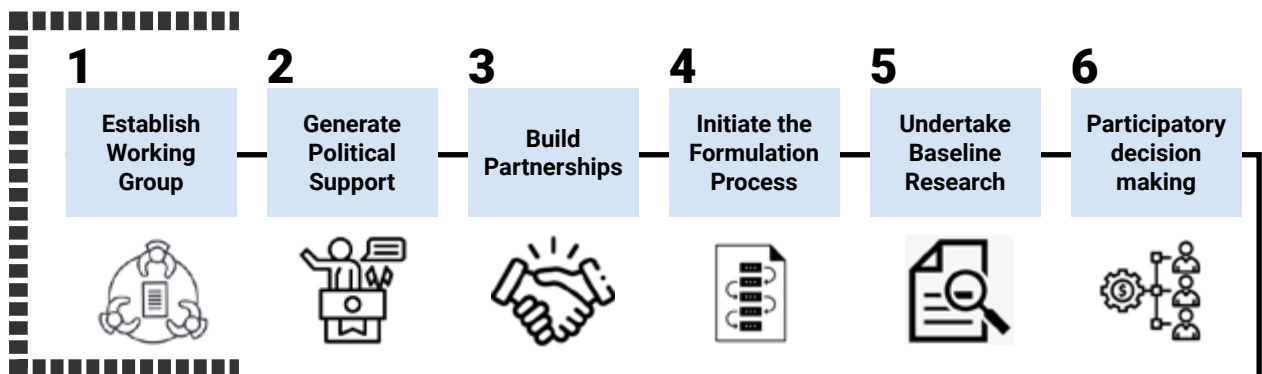 1
Establish
Working
Group
2
Generate
Political
Support
3
Build
Partnerships
4
Initiate the
Formulation
Process
5
Undertake
Baseline
Research
6
Participatory
decision
making
$